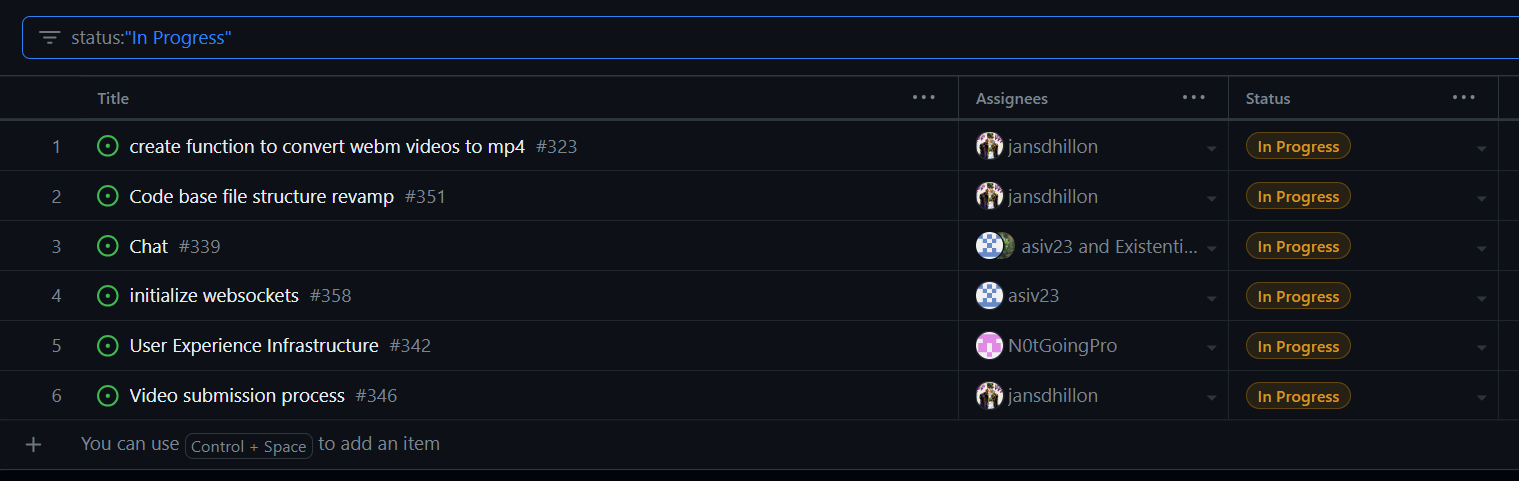 status:"In Progress"
Title ... Assignees ... Status ...
1 create function to convert webm videos to mp4 #323 jansdhillon In Progress
2 Code base file structure revamp #351 jansdhillon In Progress
3 Chat #339 asiv23 and Existenti... In Progress
4 initialize websockets #358 asiv23 In Progress
5 User Experience Infrastructure #342 N0tGoingPro In Progress
6 Video submission process #346 jansdhillon In Progress
+ You can use Control + Space to add an item